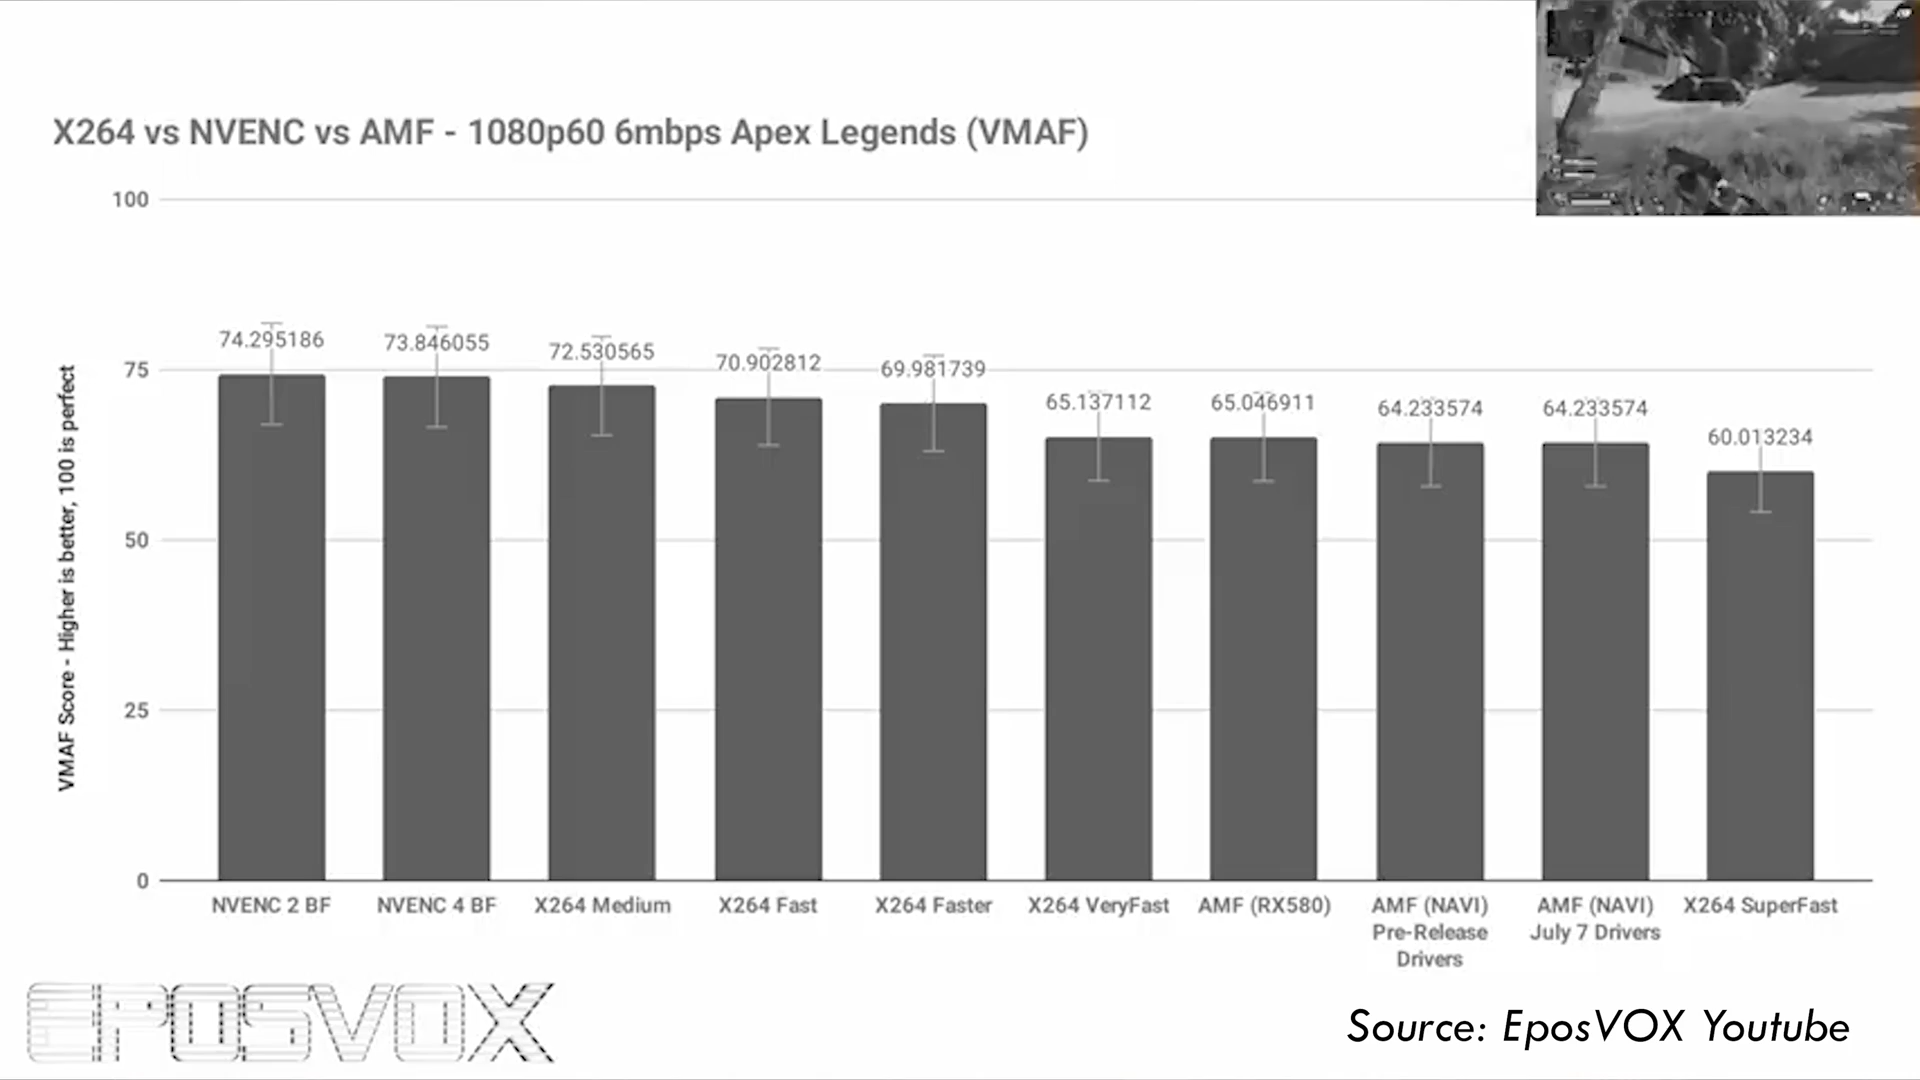 X264 vs NVENC vs AMF - 1080p60 6mbps Apex Legends (VMAF)
VMAF Score - Higher is better, 100 is perfect
100
75
50
25
0
74.295186
73.846055
72.530565
70.902812
69.981739
65.137112
65.046911
64.233574
64.233574
60.013234
NVENC 2 BF
NVENC 4 BF
X264 Medium
X264 Fast
X264 Faster
X264 VeryFast
AMF (RX580)
AMF (NAVI)
Pre-Release
Drivers
AMF (NAVI)
July 7 Drivers
X264 SuperFast
EPOSVOX
Source: EposVOX Youtube